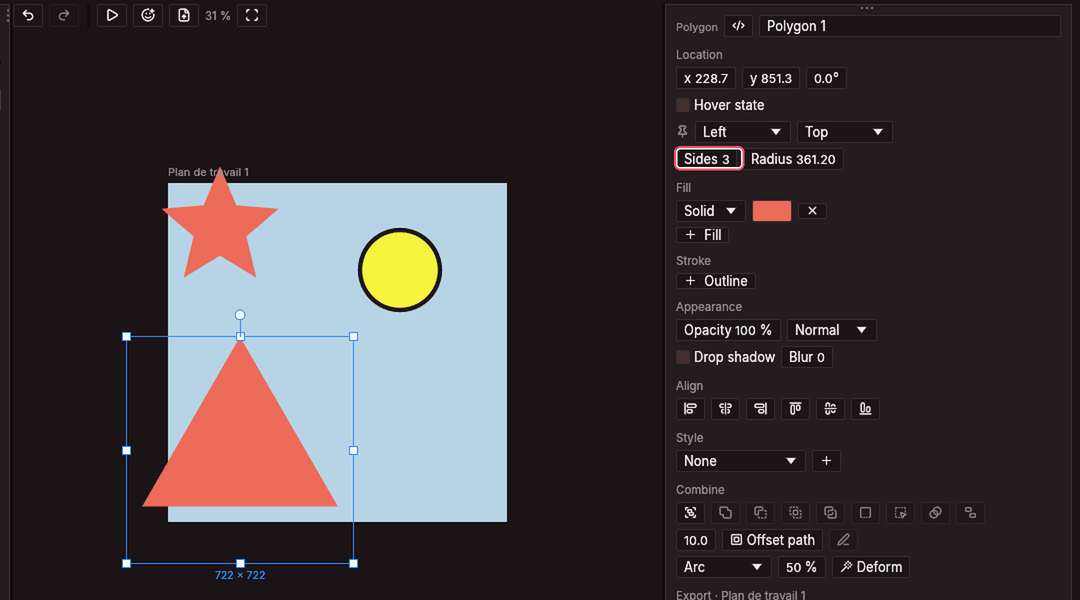 31 %
Plan de travail 1
722 × 722
Polygon
Polygon 1
Location
x 228.7 y 851.3 0.0°
Hover state
Left Top
Sides 3 Radius 361.20
Fill
Solid
+ Fill
Stroke
+ Outline
Appearance
Opacity 100 % Normal
Drop shadow Blur 0
Align
Style
None
Combine
10.0 Offset path
Arc 50 % Deform
Export · Plan de travail 1